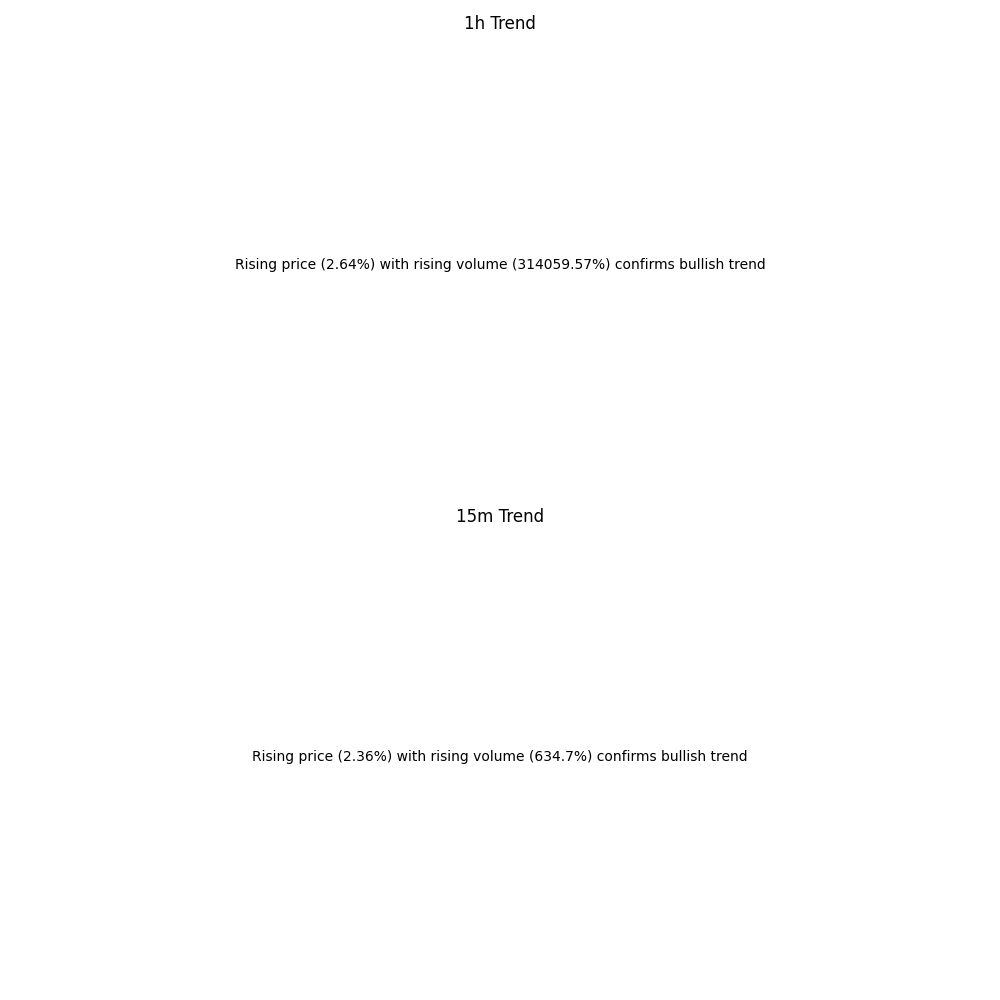 1h Trend
Rising price (2.64%) with rising volume (314059.57%) confirms bullish trend
15m Trend
Rising price (2.36%) with rising volume (634.7%) confirms bullish trend